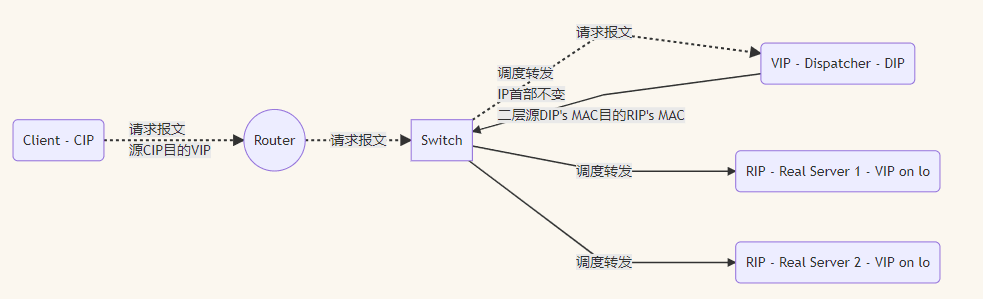 请求报文
VIP - Dispatcher - DIP
调度转发
IP首部不变
二层源DIP's MAC目的RIP's MAC
Client - CIP
请求报文
源CIP目的VIP
Router
请求报文
Switch
调度转发
RIP - Real Server 1 - VIP on lo
调度转发
RIP - Real Server 2 - VIP on lo